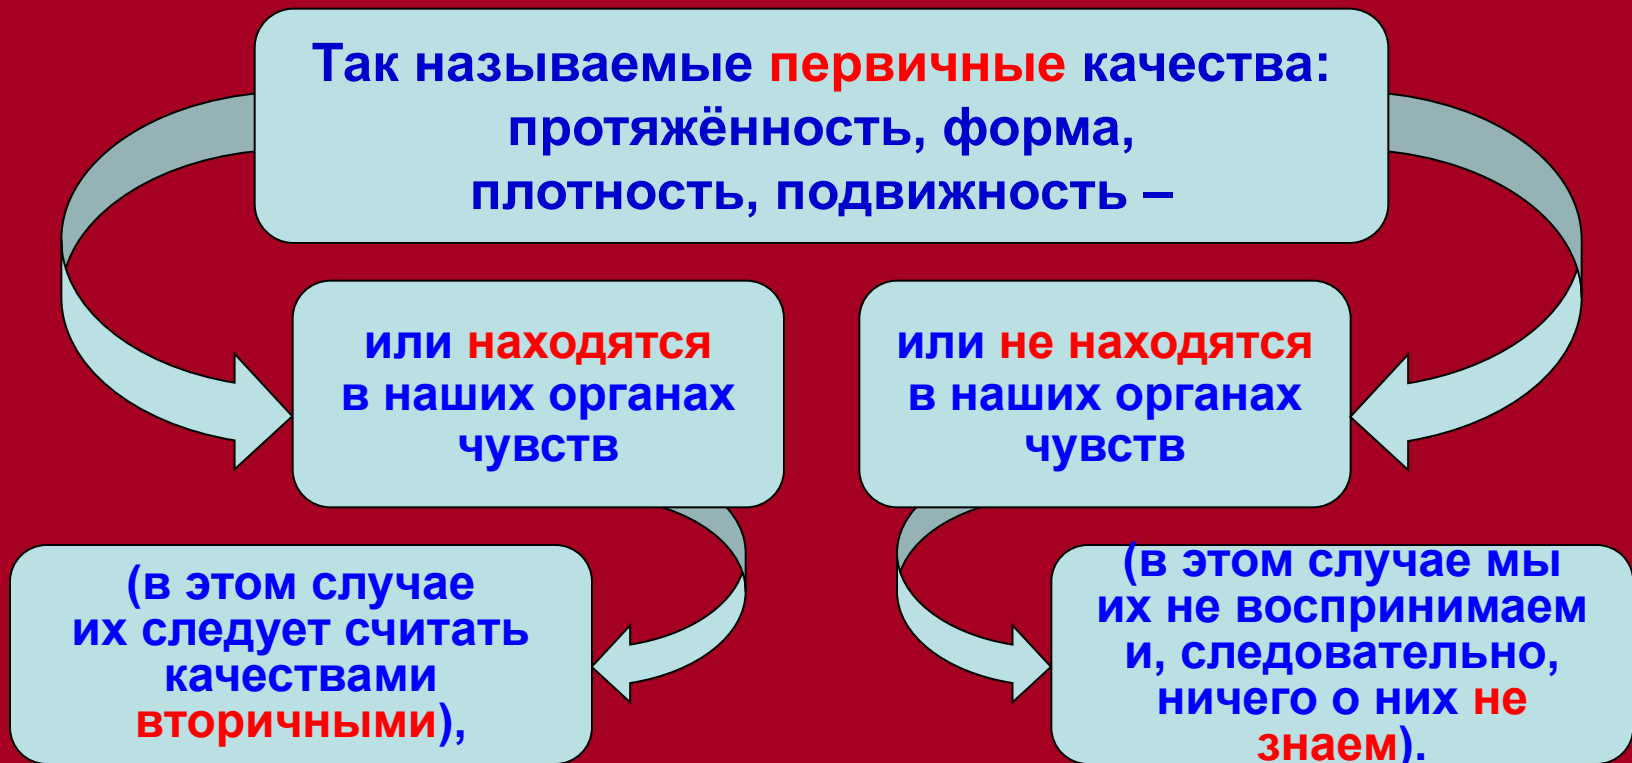 Так называемые первичные качества:
протяжённость, форма,
плотность, подвижность –
или находятся
в наших органах
чувств
или не находятся
в наших органах
чувств
(в этом случае
их следует считать
качествами
вторичными),
(в этом случае мы
их не воспринимаем
и, следовательно,
ничего о них не
знаем).